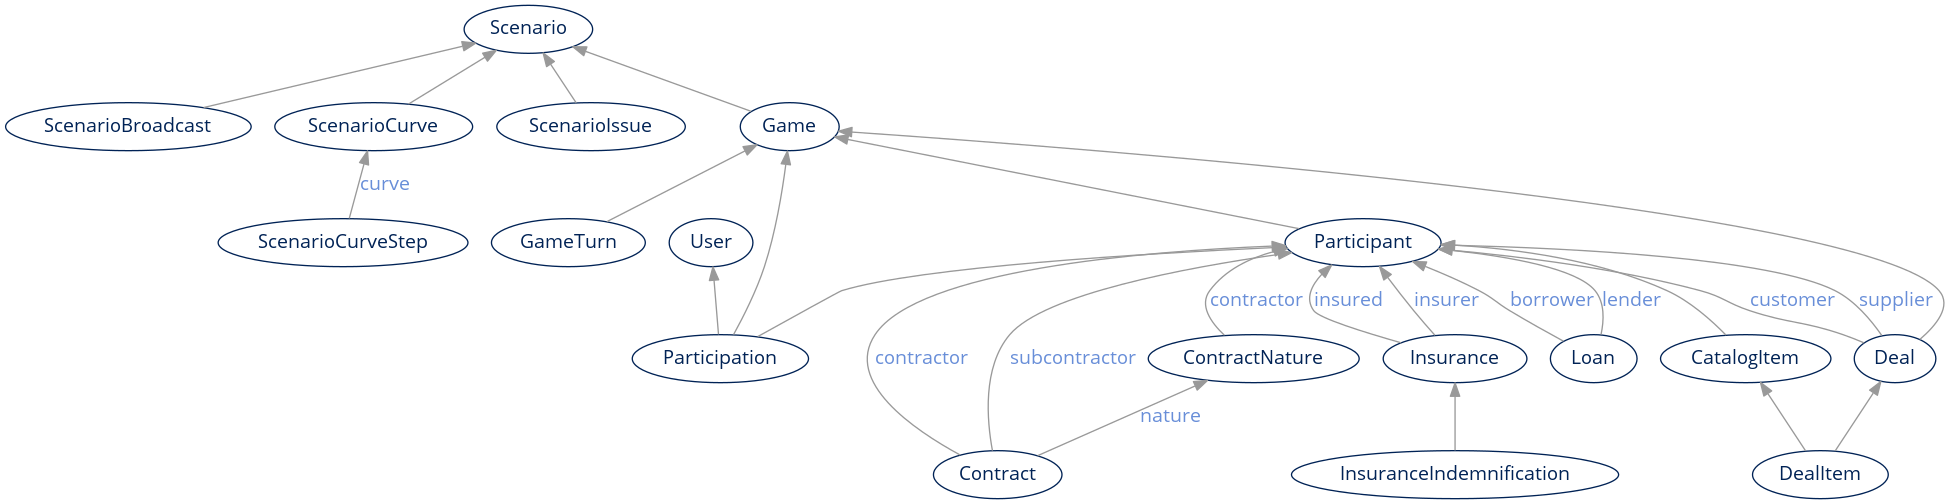 Scenario
ScenarioBroadcast
ScenarioCurve
ScenarioIssue
Game
curve
ScenarioCurveStep
GameTurn
User
Participant
contractor
insured
insurer
borrower
lender
customer
supplier
Participation
contractor
subcontractor
ContractNature
Insurance
Loan
CatalogItem
Deal
nature
Contract
InsuranceIndemnification
DealItem